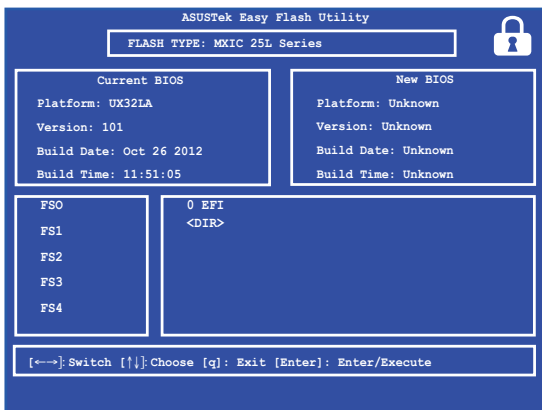 ASUSTek Easy Flash Utility
FLASH TYPE: MXIC 25L Series
Current BIOS
Platform: UX32LA
Version: 101
Build Date: Oct 26 2012
Build Time: 11:51:05
New BIOS
Platform: Unknown
Version: Unknown
Build Date: Unknown
Build Time: Unknown
FSO
FS1
FS2
FS3
FS4
0 EFI
<DIR>
[←→]: Switch [↑↓]: Choose [q]: Exit [Enter]: Enter/Execute